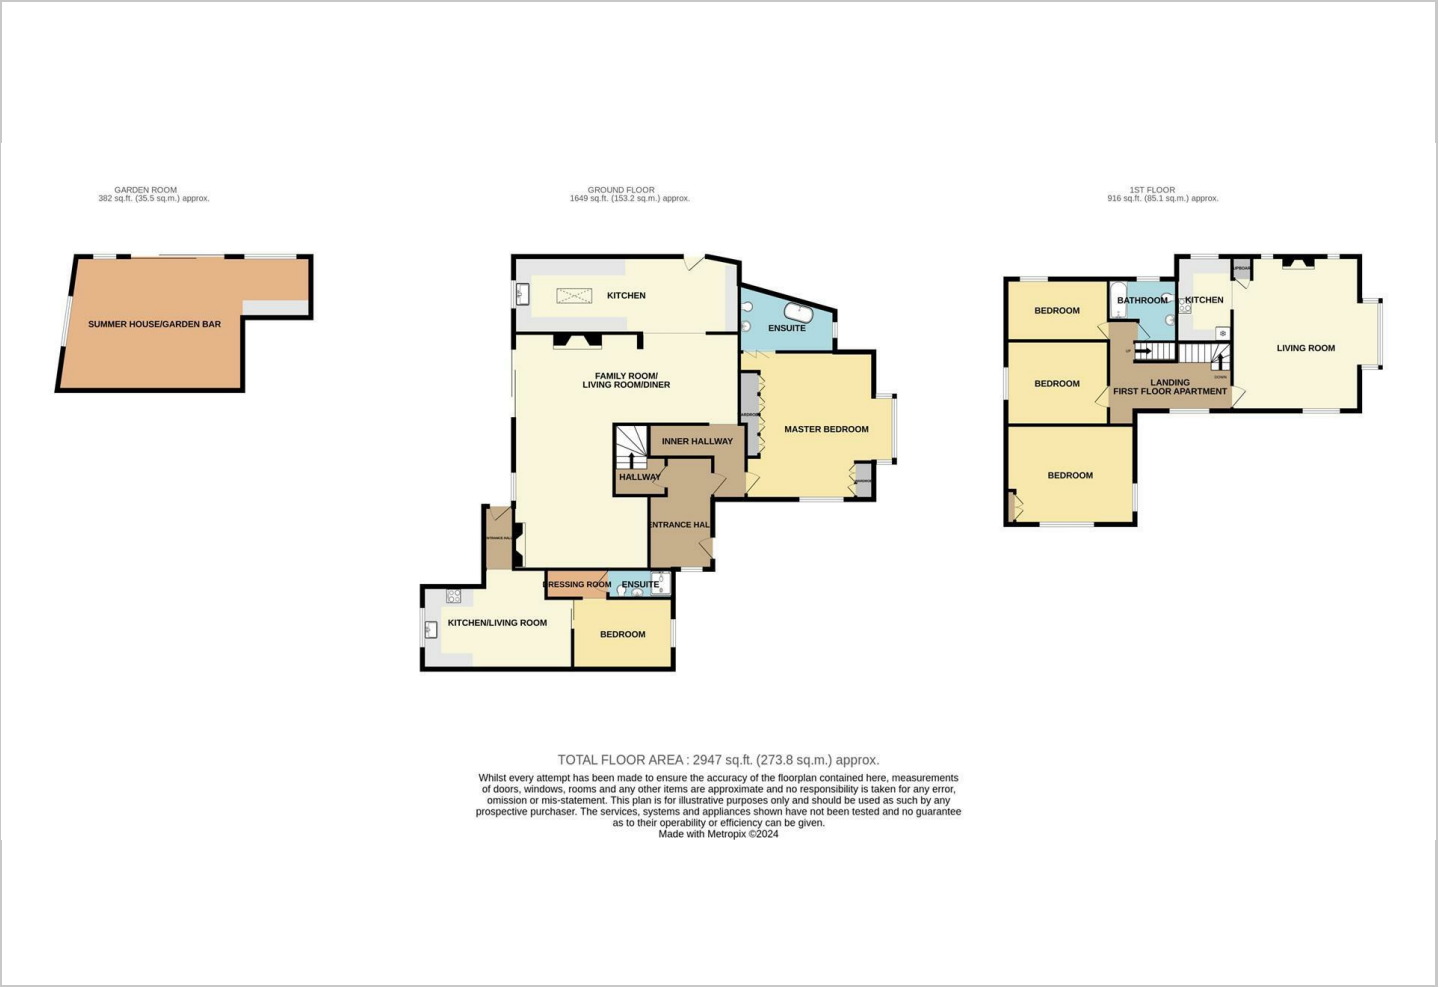 GARDEN ROOM
382 sq.ft. (35.5 sq.m.) approx.
GROUND FLOOR
1649 sq.ft. (153.2 sq.m.) approx.
1ST FLOOR
916 sq.ft. (85.1 sq.m.) approx.
SUMMER HOUSE/GARDEN BAR
KITCHEN
ENSUITE
FAMILY ROOM/
LIVING ROOM/DINER
MASTER BEDROOM
INNER HALLWAY
HALLWAY
ENTRANCE HALL
ENTRANCE HALL
DRESSING ROOM
ENSUITE
KITCHEN/LIVING ROOM
BEDROOM
BEDROOM
BATHROOM
KITCHEN
LIVING ROOM
UP
DOWN
BEDROOM
LANDING
FIRST FLOOR APARTMENT
BEDROOM
TOTAL FLOOR AREA : 2947 sq.ft. (273.8 sq.m.) approx.
Whilst every attempt has been made to ensure the accuracy of the floorplan contained here, measurements
of doors, windows, rooms and any other items are approximate and no responsibility is taken for any error,
omission or mis-statement. This plan is for illustrative purposes only and should be used as such by any
prospective purchaser. The services, systems and appliances shown have not been tested and no guarantee
as to their operability or efficiency can be given.
Made with Metropix ©2024